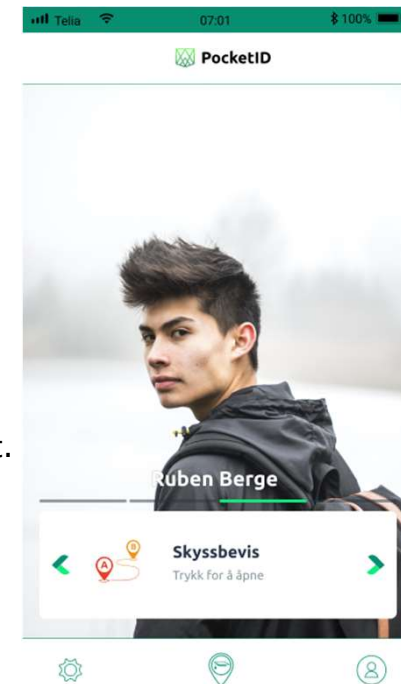 Telia 07:01 100%
PocketID
t.
Ruben Berge
A B
Skyssbevis
Trykk for å åpne